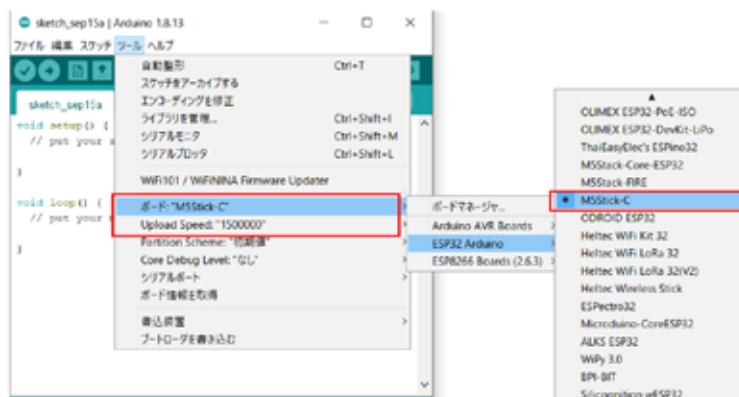 sketch_sep15a | Arduino 1.8.13
ファイル 編集 スケッチ ツール ヘルプ
自動整形 Ctrl+T
スケッチをアーカイブする
エンコーディングを修正
ライブラリを管理... Ctrl+Shift+I
シリアルモニタ Ctrl+Shift+M
シリアルプロッタ Ctrl+Shift+L
WiFi101 / WiFiNINA Firmware Updater
ボード: "M5Stick-C"
Upload Speed: "1500000"
Partition Scheme: "初期値"
Core Debug Level: "なし"
シリアルポート
ボード情報を取得
書込装置
ブートローダを書き込む
sketch_sep15a
void setup() {
// put your
}
void loop() {
// put your
}
ボードマネージャ...
Arduino AVR Boards
ESP32 Arduino
ESP8266 Boards (2.6.3)
OLIMEX ESP32-PoE-ISO
OLIMEX ESP32-DevKit-LiPo
ThaiEasyElec's ESPino32
M5Stack-Core-ESP32
M5Stack-FIRE
M5Stick-C
ODROID ESP32
Heltec WiFi Kit 32
Heltec WiFi LoRa 32
Heltec WiFi LoRa 32(V2)
Heltec Wireless Stick
ESPectro32
Microduino-CoreESP32
ALKS ESP32
WiPy 3.0
BPI-BIT
Silicognition wESP32